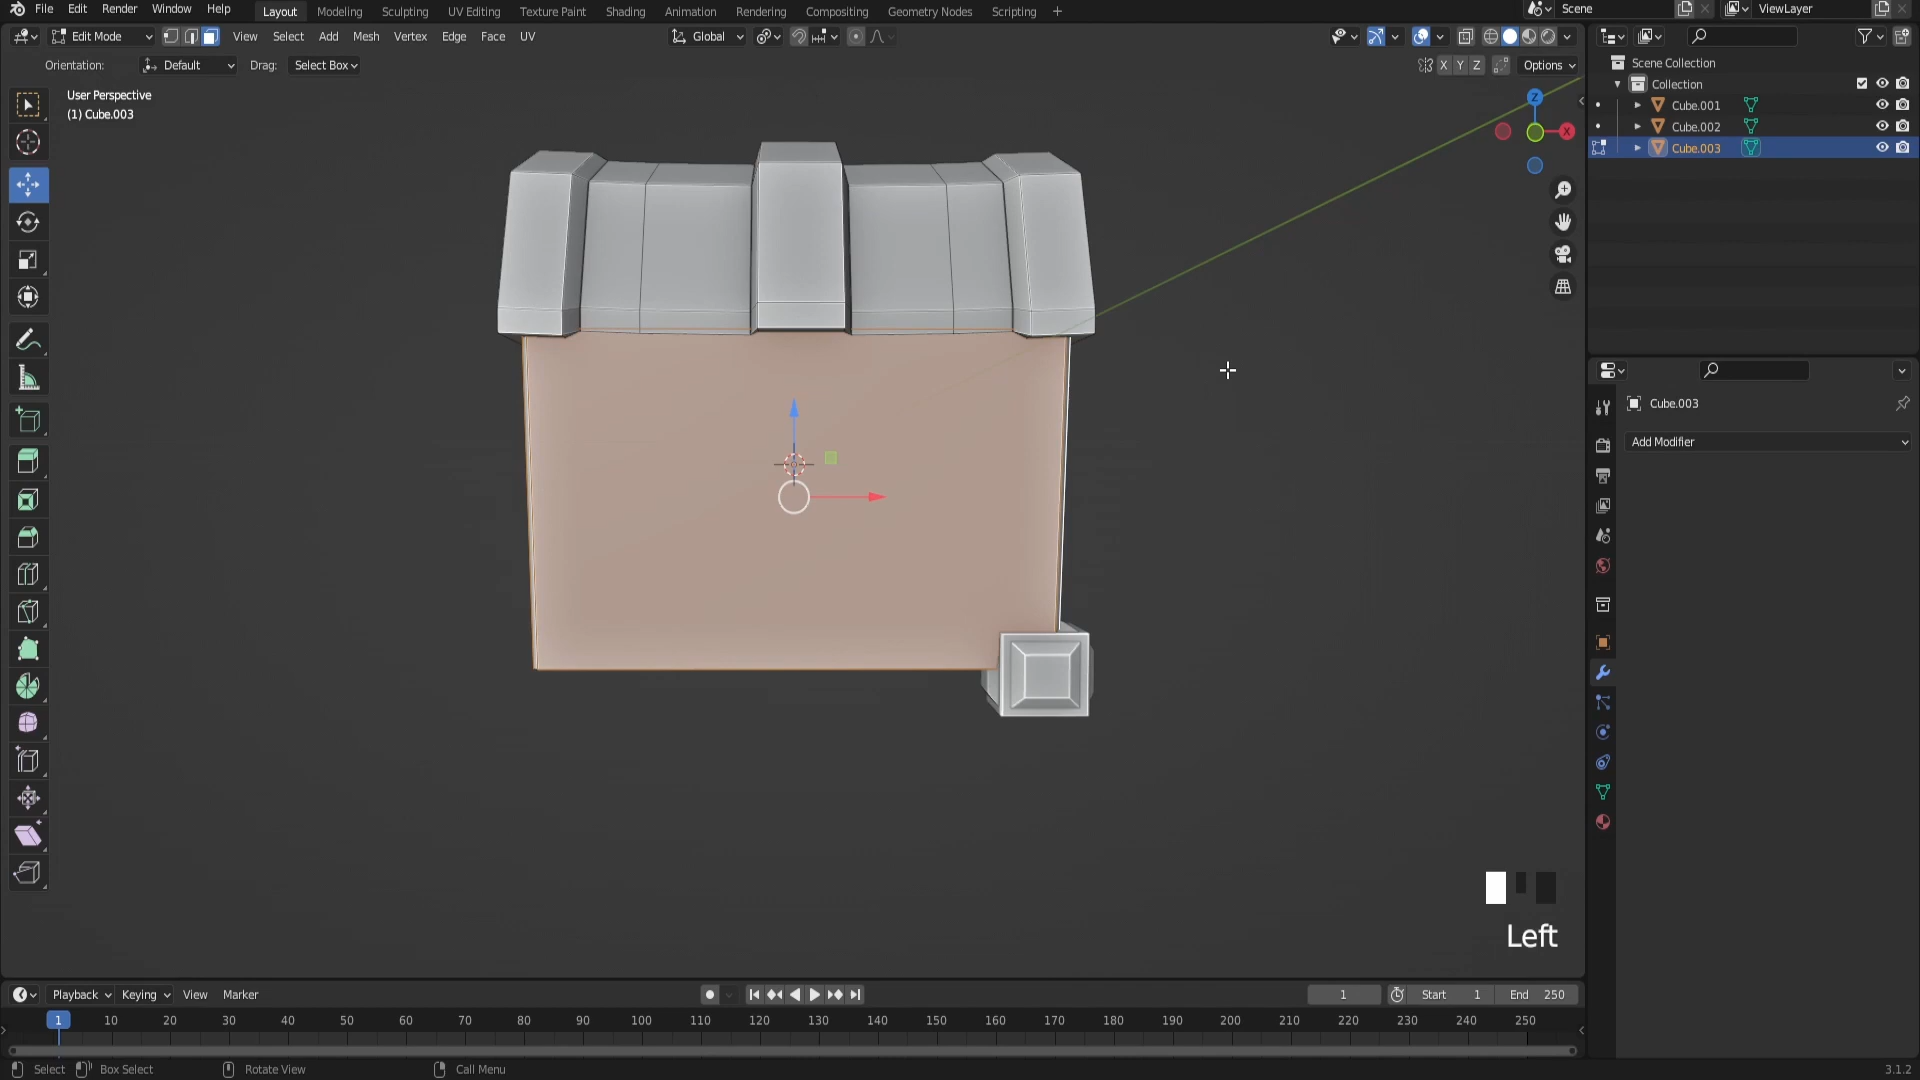 File Edit Render Window Help Layout Modeling Sculpting UV Editing Texture Paint Shading Animation Rendering Compositing Geometry Nodes Scripting + Scene ViewLayer
Edit Mode View Select Add Mesh Vertex Edge Face UV Global
Orientation: Default Drag: Select Box X Y Z Options
User Perspective
(1) Cube.003
Z
X
Scene Collection
Collection
Cube.001
Cube.002
Cube.003
Cube.003
Add Modifier
Left
Playback Keying View Marker 1 Start 1 End 250
1 10 20 30 40 50 60 70 80 90 100 110 120 130 140 150 160 170 180 190 200 210 220 230 240 250
Select Box Select Rotate View Call Menu 3.1.2